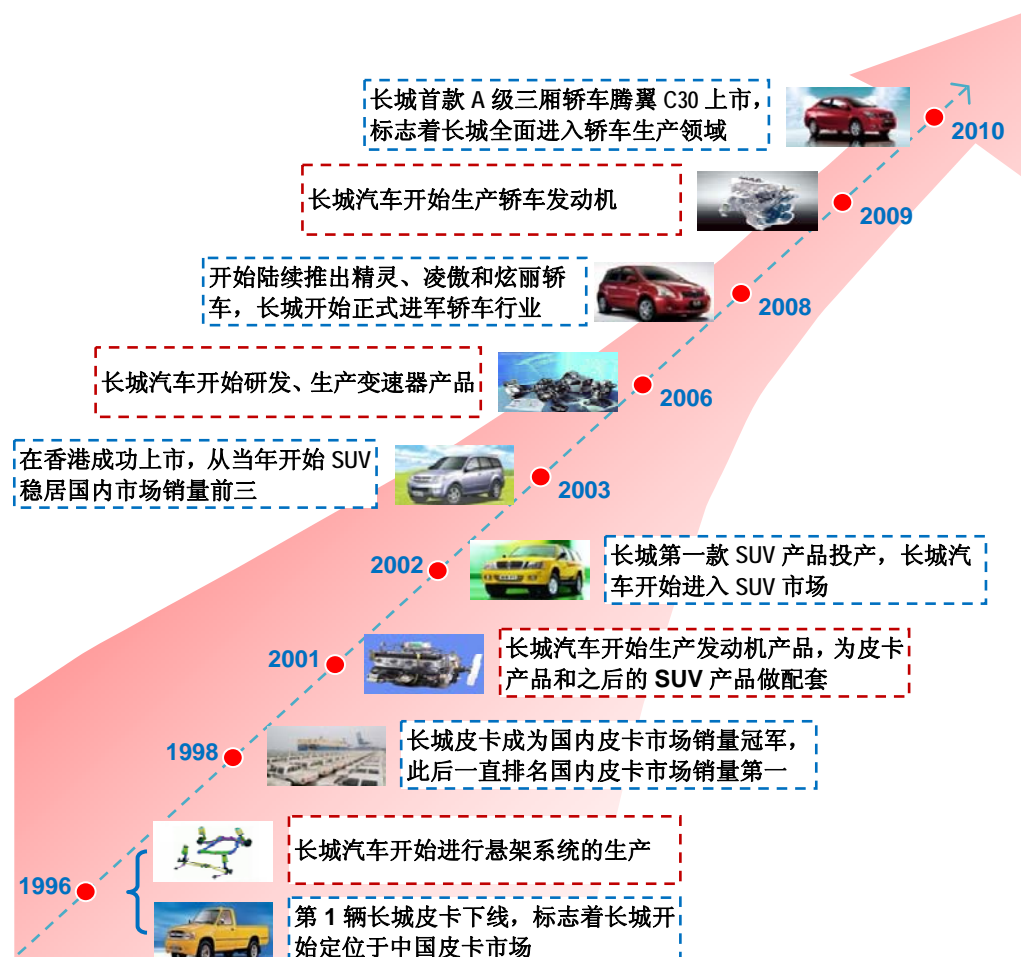 长城首款 A 级三厢轿车腾翼 C30 上市，
标志着长城全面进入轿车生产领域
2010
长城汽车开始生产轿车发动机
2009
开始陆续推出精灵、凌傲和炫丽轿
车，长城开始正式进军轿车行业
2008
长城汽车开始研发、生产变速器产品
2006
在香港成功上市，从当年开始 SUV
稳居国内市场销量前三
2003
2002
长城第一款 SUV 产品投产，长城汽
车开始进入 SUV 市场
2001
长城汽车开始生产发动机产品，为皮卡
产品和之后的 SUV 产品做配套
1998
长城皮卡成为国内皮卡市场销量冠军，
此后一直排名国内皮卡市场销量第一
1996
长城汽车开始进行悬架系统的生产
第 1 辆长城皮卡下线，标志着长城开
始定位于中国皮卡市场